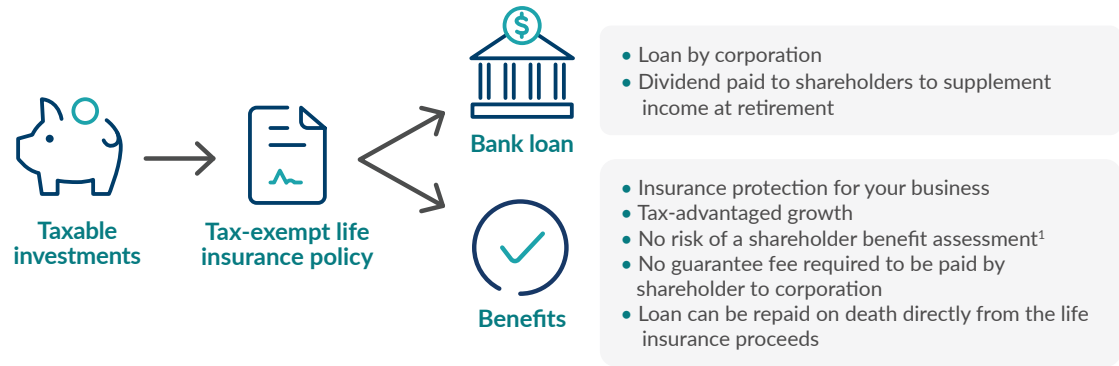 $
Taxable
investments
Tax-exempt life
insurance policy
Bank loan
• Loan by corporation
• Dividend paid to shareholders to supplement
income at retirement
Benefits
• Insurance protection for your business
• Tax-advantaged growth
• No risk of a shareholder benefit assessment¹
• No guarantee fee required to be paid by
shareholder to corporation
• Loan can be repaid on death directly from the life
insurance proceeds